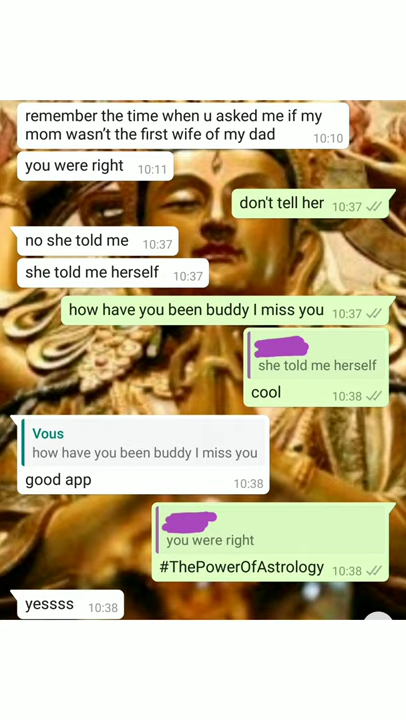 remember the time when u asked me if my
mom wasn't the first wife of my dad
10:10
you were right 10:11
don't tell her 10:37
no she told me 10:37
she told me herself 10:37
how have you been buddy I miss you 10:37
she told me herself
cool
10:38
Vous
how have you been buddy I miss you
good app
10:38
you were right
#ThePowerOfAstrology 10:38
yessss 10:38